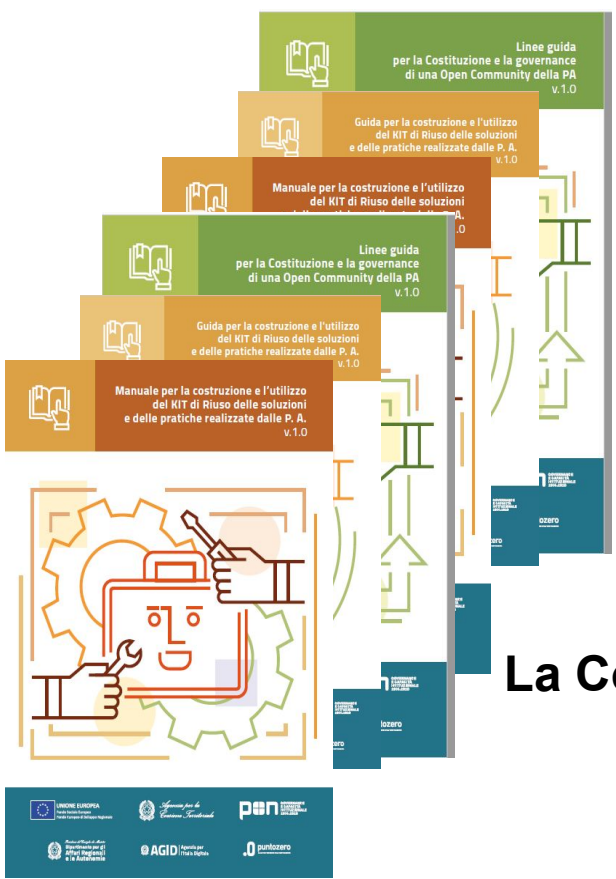 Linee guida
per la Costituzione e la governance
di una Open Community della PA
v.1.0
Guida per la costruzione e l'utilizzo
del KIT di Riuso delle soluzioni
e delle pratiche realizzate dalle P. A.
v.1.0
Manuale per la costruzione e l'utilizzo
del KIT di Riuso delle soluzioni
.0
Linee guida
per la Costituzione e la governance
di una Open Community della PA
v.1.0
Guida per la costruzione e l'utilizzo
del KIT di Riuso delle soluzioni
e delle pratiche realizzate dalle P. A.
v.1.0
Manuale per la costruzione e l'utilizzo
del KIT di Riuso delle soluzioni
e delle pratiche realizzate dalle P. A.
v.1.0
La Co
UNIONE EUROPEA
Fondo Sociale Europeo
Fondo Europeo di Sviluppo Regionale
Agenzia per la
Coesione Territoriale
pon
GOVERNANCE
E CAPACITÀ
ISTITUZIONALE
2014-2020
Dipartimento per gli
Affari Regionali
e le Autonomie
AGID Agenzia per
l'Italia Digitale
.0 puntozero